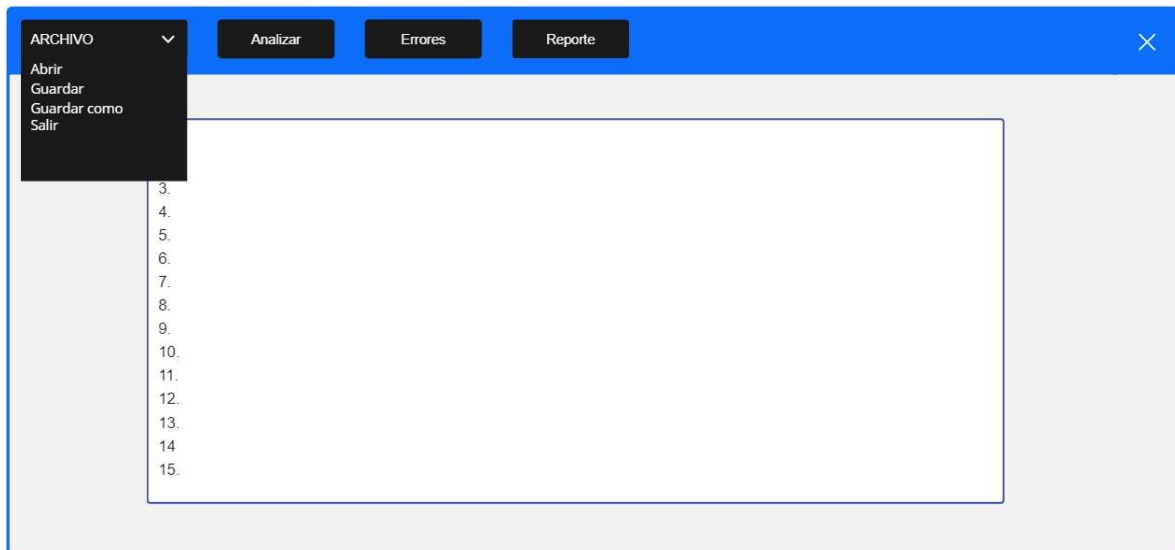 ARCHIVO
Analizar
Errores
Reporte
Abrir
Guardar
Guardar como
Salir
3.
4.
5.
6.
7.
8.
9.
10.
11.
12.
13.
14
15.